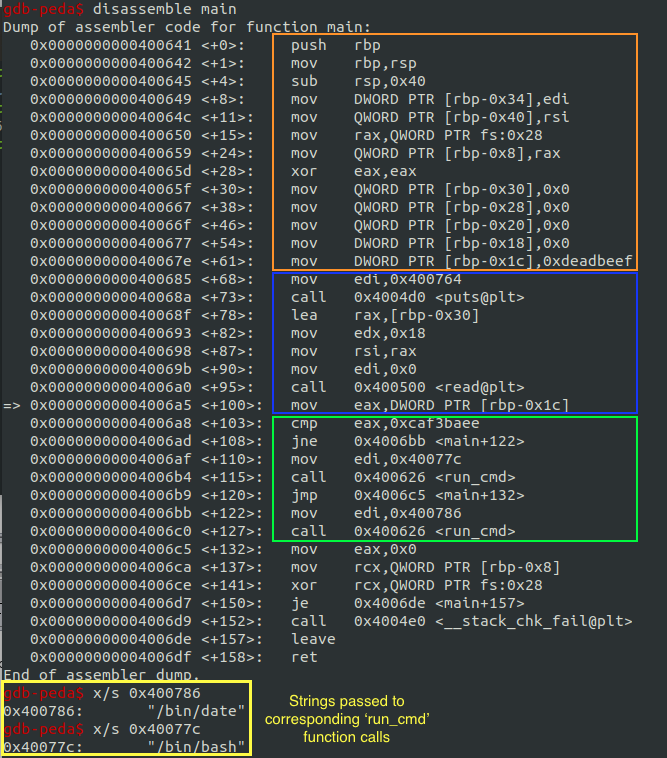 gdb-peda$ disassemble main
Dump of assembler code for function main:
0x0000000000400641 <+0>: push rbp
0x0000000000400642 <+1>: mov rbp,rsp
0x0000000000400645 <+4>: sub rsp,0x40
0x0000000000400649 <+8>: mov DWORD PTR [rbp-0x34],edi
0x000000000040064c <+11>: mov QWORD PTR [rbp-0x40],rsi
0x0000000000400650 <+15>: mov rax,QWORD PTR fs:0x28
0x0000000000400659 <+24>: mov QWORD PTR [rbp-0x8],rax
0x000000000040065d <+28>: xor eax,eax
0x000000000040065f <+30>: mov QWORD PTR [rbp-0x30],0x0
0x0000000000400667 <+38>: mov QWORD PTR [rbp-0x28],0x0
0x000000000040066f <+46>: mov QWORD PTR [rbp-0x20],0x0
0x0000000000400677 <+54>: mov DWORD PTR [rbp-0x18],0x0
0x000000000040067e <+61>: mov DWORD PTR [rbp-0x1c],0xdeadbeef
0x0000000000400685 <+68>: mov edi,0x400764
0x000000000040068a <+73>: call 0x4004d0 <puts@plt>
0x000000000040068f <+78>: lea rax,[rbp-0x30]
0x0000000000400693 <+82>: mov edx,0x18
0x0000000000400698 <+87>: mov rsi,rax
0x000000000040069b <+90>: mov edi,0x0
0x00000000004006a0 <+95>: call 0x400500 <read@plt>
=> 0x00000000004006a5 <+100>: mov eax,DWORD PTR [rbp-0x1c]
0x00000000004006a8 <+103>: cmp eax,0xcaf3baee
0x00000000004006ad <+108>: jne 0x4006bb <main+122>
0x00000000004006af <+110>: mov edi,0x40077c
0x00000000004006b4 <+115>: call 0x400626 <run_cmd>
0x00000000004006b9 <+120>: jmp 0x4006c5 <main+132>
0x00000000004006bb <+122>: mov edi,0x400786
0x00000000004006c0 <+127>: call 0x400626 <run_cmd>
0x00000000004006c5 <+132>: mov eax,0x0
0x00000000004006ca <+137>: mov rcx,QWORD PTR [rbp-0x8]
0x00000000004006ce <+141>: xor rcx,QWORD PTR fs:0x28
0x00000000004006d7 <+150>: je 0x4006de <main+157>
0x00000000004006d9 <+152>: call 0x4004e0 <__stack_chk_fail@plt>
0x00000000004006de <+157>: leave
0x00000000004006df <+158>: ret
End of assembler dump.
gdb-peda$ x/s 0x400786
0x400786: "/bin/date"
gdb-peda$ x/s 0x40077c
0x40077c: "/bin/bash"
Strings passed to
corresponding ‘run_cmd’
function calls